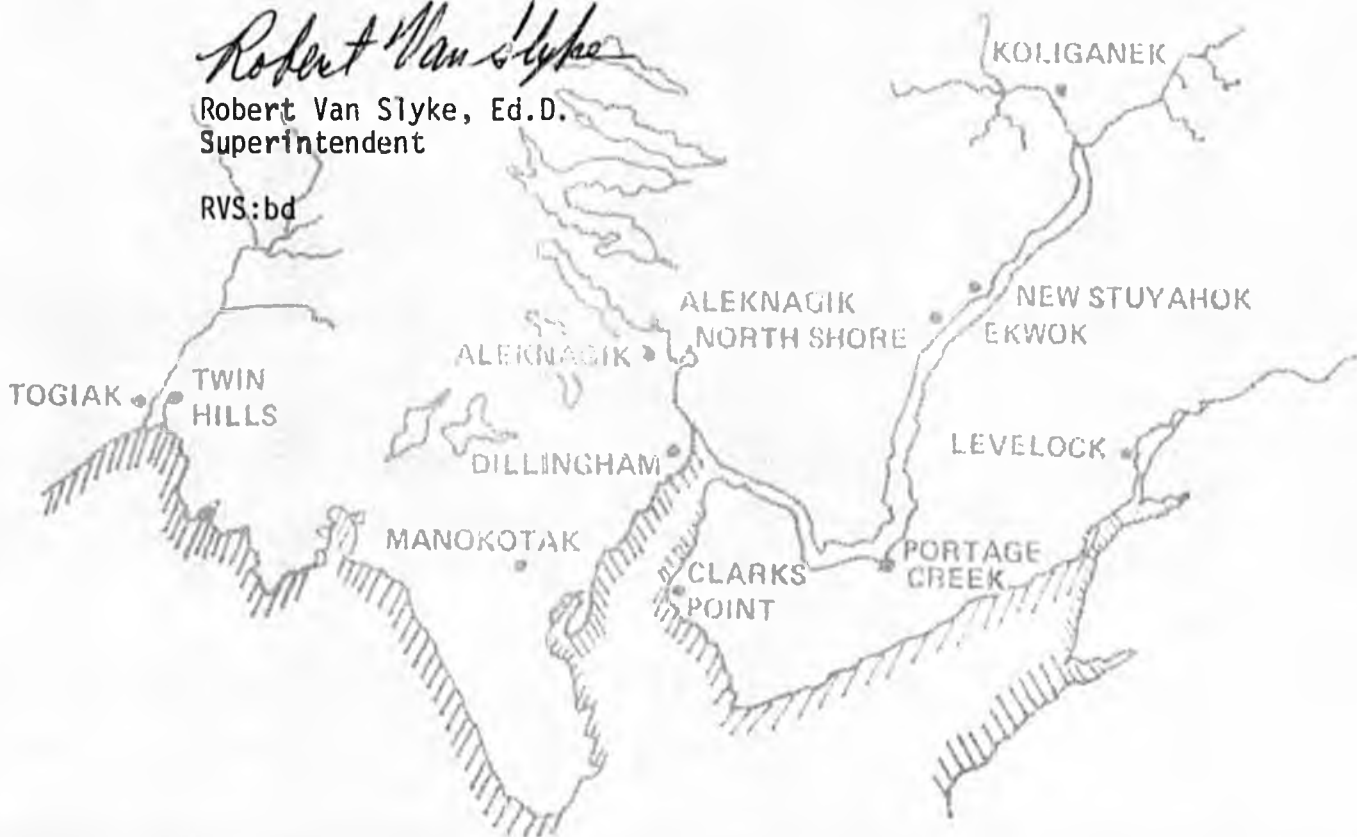 Robert Van Slyke
Robert Van Slyke, Ed.D.
Superintendent
RVS:bd
KOLIGANEK
ALEKNAGIK
NORTH SHORE
NEW STUYAHOK
EKWOK
ALEKNAGIK
TOGIAK
TWIN
HILLS
LEVELOCK
DILLINGHAM
MANOKOTAK
PORTAGE
CREEK
CLARKS
POINT